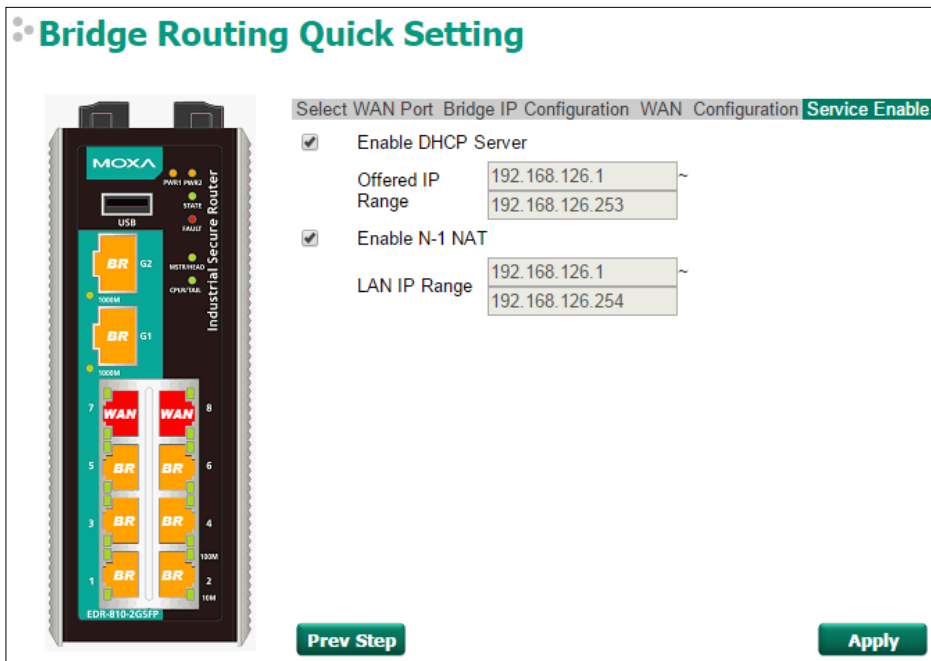 Bridge Routing Quick Setting
Select WAN Port Bridge IP Configuration WAN Configuration Service Enable
Enable DHCP Server
Offered IP Range
192.168.126.1 ~
192.168.126.253
Enable N-1 NAT
LAN IP Range
192.168.126.1 ~
192.168.126.254
MOXA
PWR1 PWR2
STATE
FAULT
MSTR/HEAD
CPLR/TAIL
Industrial Secure Router
USB
BR G2
1000M
BR G1
1000M
7 WAN WAN 8
5 BR BR 6
3 BR BR 4
100M
1 BR BR 2
10M
EDR-810-2GSFP
Prev Step
Apply